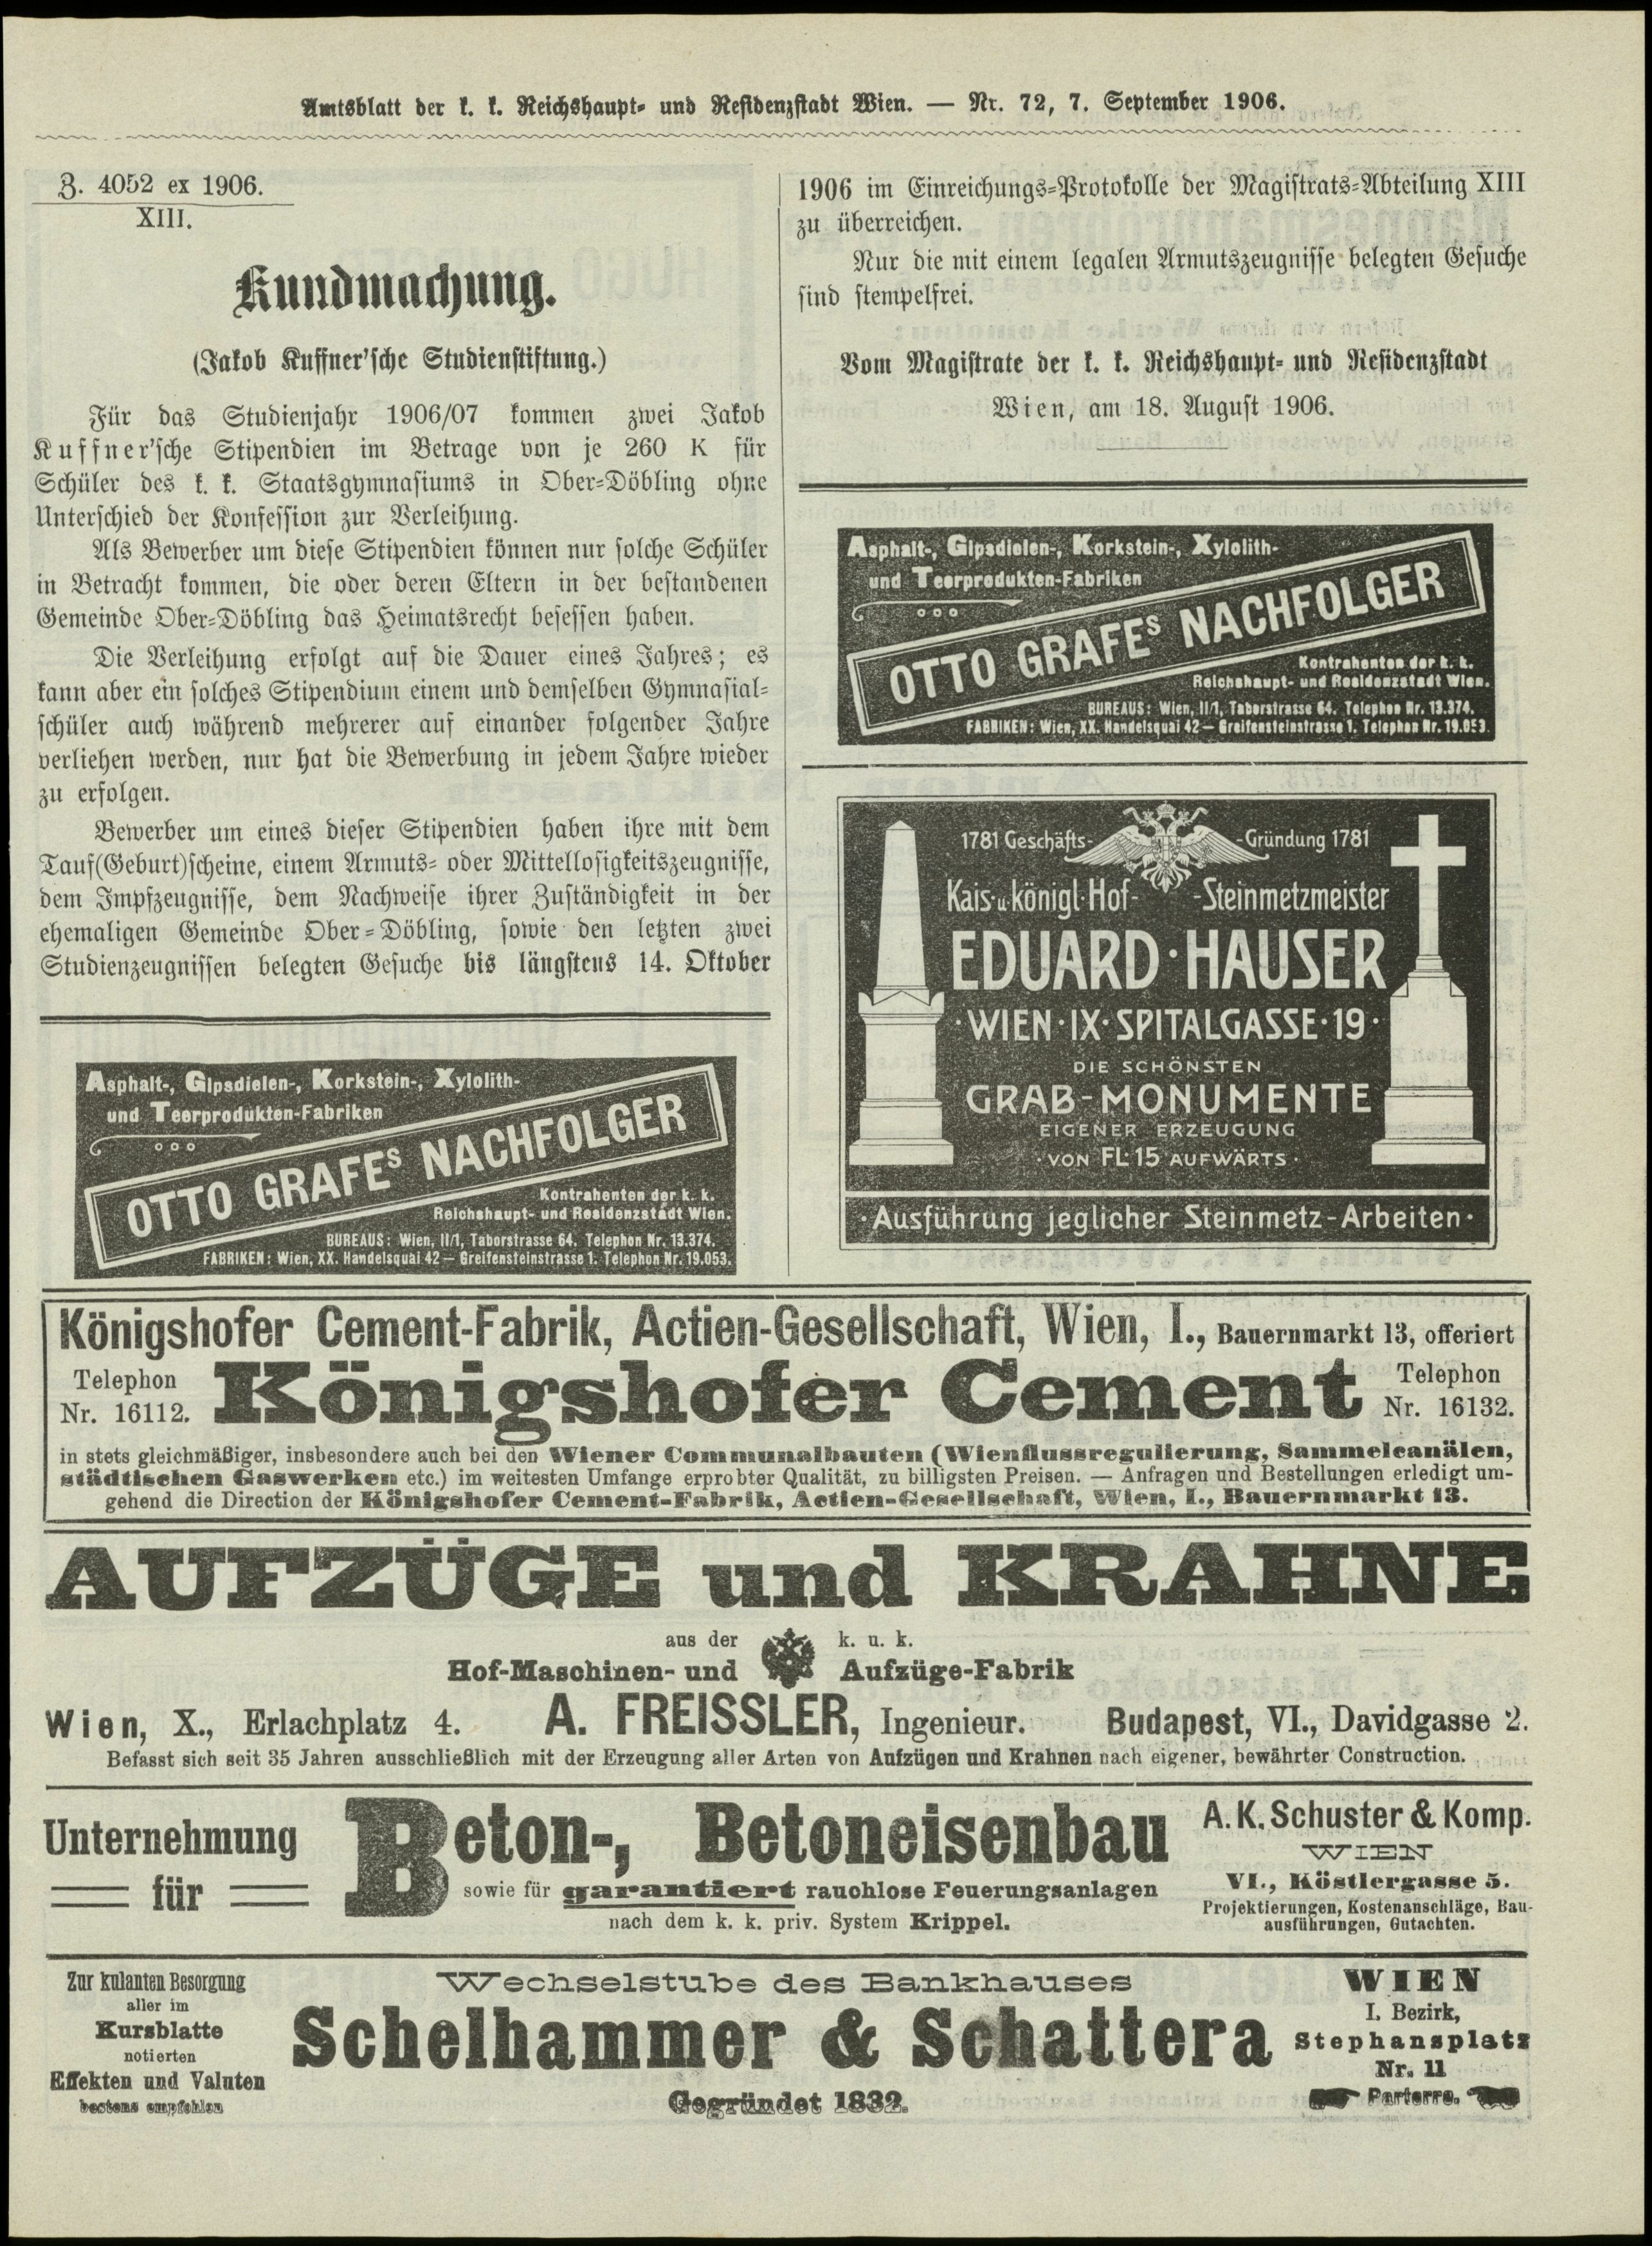 Amtsblatt der k. k. Reichshaupt- und Residenzstadt Wien. — Nr. 72, 7. September 1906.
Z. 4052 ex 1906.
XIII.
Kundmachung.
(Jakob Kuffner'sche Studienstiftung.)
Für das Studienjahr 1906/07 kommen zwei Jakob
Kuffner'sche Stipendien im Betrage von je 260 K für
Schüler des k. k. Staatsgymnasiums in Ober-Döbling ohne
Unterschied der Konfession zur Verleihung.
Als Bewerber um diese Stipendien können nur solche Schüler
in Betracht kommen, die oder deren Eltern in der bestandenen
Gemeinde Ober-Döbling das Heimatsrecht besessen haben.
Die Verleihung erfolgt auf die Dauer eines Jahres; es
kann aber ein solches Stipendium einem und demselben Gymnasial-
schüler auch während mehrerer auf einander folgender Jahre
verliehen werden, nur hat die Bewerbung in jedem Jahre wieder
zu erfolgen.
Bewerber um eines dieser Stipendien haben ihre mit dem
Tauf(Geburt)scheine, einem Armuts- oder Mittellosigkeitszeugnisse,
dem Impfzeugnisse, dem Nachweise ihrer Zuständigkeit in der
ehemaligen Gemeinde Ober-Döbling, sowie den letzten zwei
Studienzeugnissen belegten Gesuche bis längstens 14. Oktober
1906 im Einreichungs-Protokolle der Magistrats-Abteilung XIII
zu überreichen.
Nur die mit einem legalen Armutszeugnisse belegten Gesuche
sind stempelfrei.
Vom Magistrate der k. k. Reichshaupt- und Residenzstadt
Wien, am 18. August 1906.
Asphalt-, Gipsdielen-, Korkstein-, Xylolith-
und Teerprodukten-Fabriken
OTTO GRAFES NACHFOLGER
Kontrahenten der k. k.
Reichshaupt- und Residenzstadt Wien.
BUREAUS: Wien, II/1, Taborstrasse 64. Telephon Nr. 13.374.
FABRIKEN: Wien, XX. Handelsquai 42 — Greifensteinstrasse 1. Telephon Nr. 19.053.
Asphalt-, Gipsdielen-, Korkstein-, Xylolith-
und Teerprodukten-Fabriken
OTTO GRAFES NACHFOLGER
Kontrahenten der k. k.
Reichshaupt- und Residenzstadt Wien.
BUREAUS: Wien, II/1, Taborstrasse 64. Telephon Nr. 13.374.
FABRIKEN: Wien, XX. Handelsquai 42 — Greifensteinstrasse 1. Telephon Nr. 19.053.
1781 Geschäfts- -Gründung 1781
Kais. u. königl. Hof- -Steinmetzmeister
EDUARD · HAUSER
· WIEN · IX · SPITALGASSE · 19 ·
DIE SCHÖNSTEN
GRAB-MONUMENTE
EIGENER ERZEUGUNG
· VON FL. 15 AUFWÄRTS ·
· Ausführung jeglicher Steinmetz-Arbeiten ·
Königshofer Cement-Fabrik, Actien-Gesellschaft, Wien, I., Bauernmarkt 13, offeriert
Telephon
Nr. 16112.
Königshofer Cement
Telephon
Nr. 16132.
in stets gleichmäßiger, insbesondere auch bei den Wiener Communalbauten (Wienflussregulierung, Sammelcanälen,
städtischen Gaswerken etc.) im weitesten Umfange erprobter Qualität, zu billigsten Preisen. — Anfragen und Bestellungen erledigt um-
gehend die Direction der Königshofer Cement-Fabrik, Actien-Gesellschaft, Wien, I., Bauernmarkt 13.
AUFZÜGE und KRAHNE
aus der k. u. k.
Hof-Maschinen- und Aufzüge-Fabrik
Wien, X., Erlachplatz 4. A. FREISSLER, Ingenieur. Budapest, VI., Davidgasse 2.
Befasst sich seit 35 Jahren ausschließlich mit der Erzeugung aller Arten von Aufzügen und Krahnen nach eigener, bewährter Construction.
Unternehmung
für
Beton-, Betoneisenbau
sowie für garantiert rauchlose Feuerungsanlagen
nach dem k. k. priv. System Krippel.
A. K. Schuster & Komp.
WIEN
VI., Köstlergasse 5.
Projektierungen, Kostenanschläge, Bau-
ausführungen, Gutachten.
Zur kulanten Besorgung
aller im
Kursblatte
notierten
Effekten und Valuten
bestens empfohlen
Wechselstube des Bankhauses
Schelhammer & Schattera
Gegründet 1832.
WIEN
I. Bezirk,
Stephansplatz
Nr. 11
Parterre.